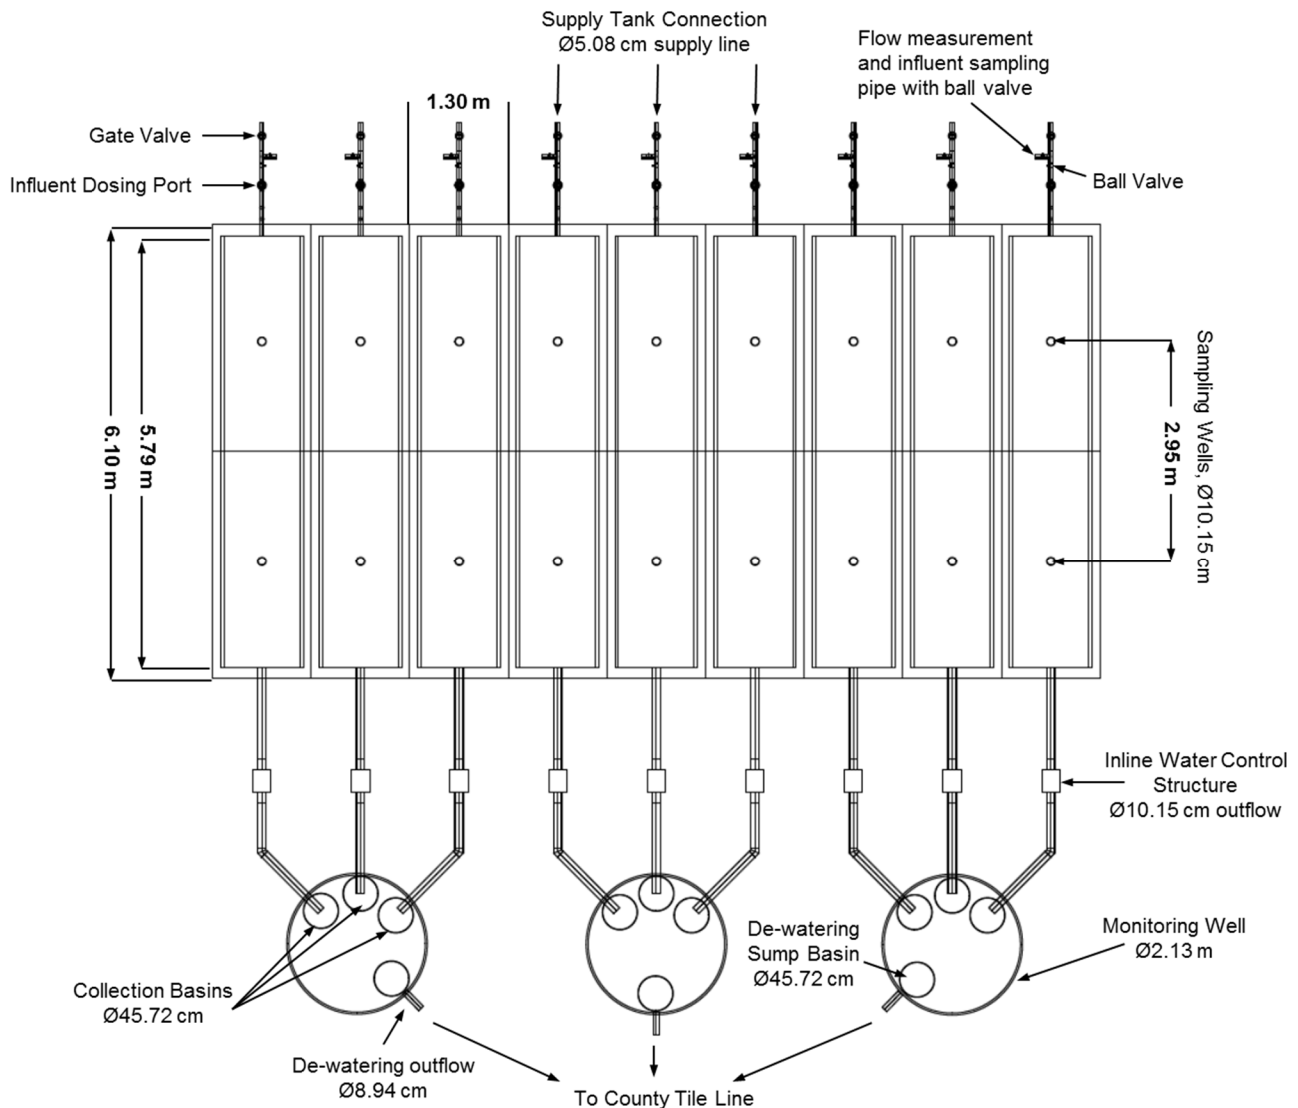 Supply Tank Connection
Ø5.08 cm supply line
Flow measurement
and influent sampling
pipe with ball valve
1.30 m
Gate Valve
Influent Dosing Port
Ball Valve
6.10 m
5.79 m
2.95 m
Sampling Wells, Ø10.15 cm
Inline Water Control
Structure
Ø10.15 cm outflow
De-watering
Sump Basin
Ø45.72 cm
Monitoring Well
Ø2.13 m
Collection Basins
Ø45.72 cm
De-watering outflow
Ø8.94 cm
To County Tile Line